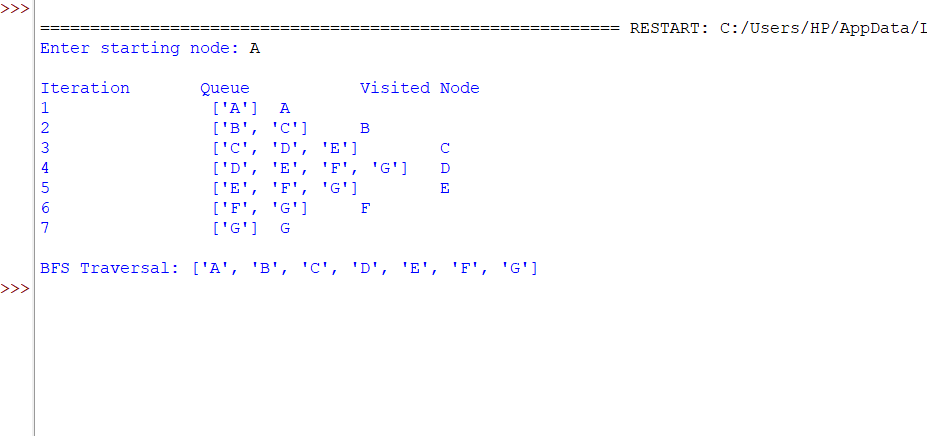 >>>
=========================================================== RESTART: C:/Users/HP/AppData/
Enter starting node: A
Iteration       Queue           Visited Node
1                ['A']  A
2                ['B', 'C']     B
3                ['C', 'D', 'E']        C
4                ['D', 'E', 'F', 'G']   D
5                ['E', 'F', 'G']        E
6                ['F', 'G']     F
7                ['G']  G
BFS Traversal: ['A', 'B', 'C', 'D', 'E', 'F', 'G']
>>>